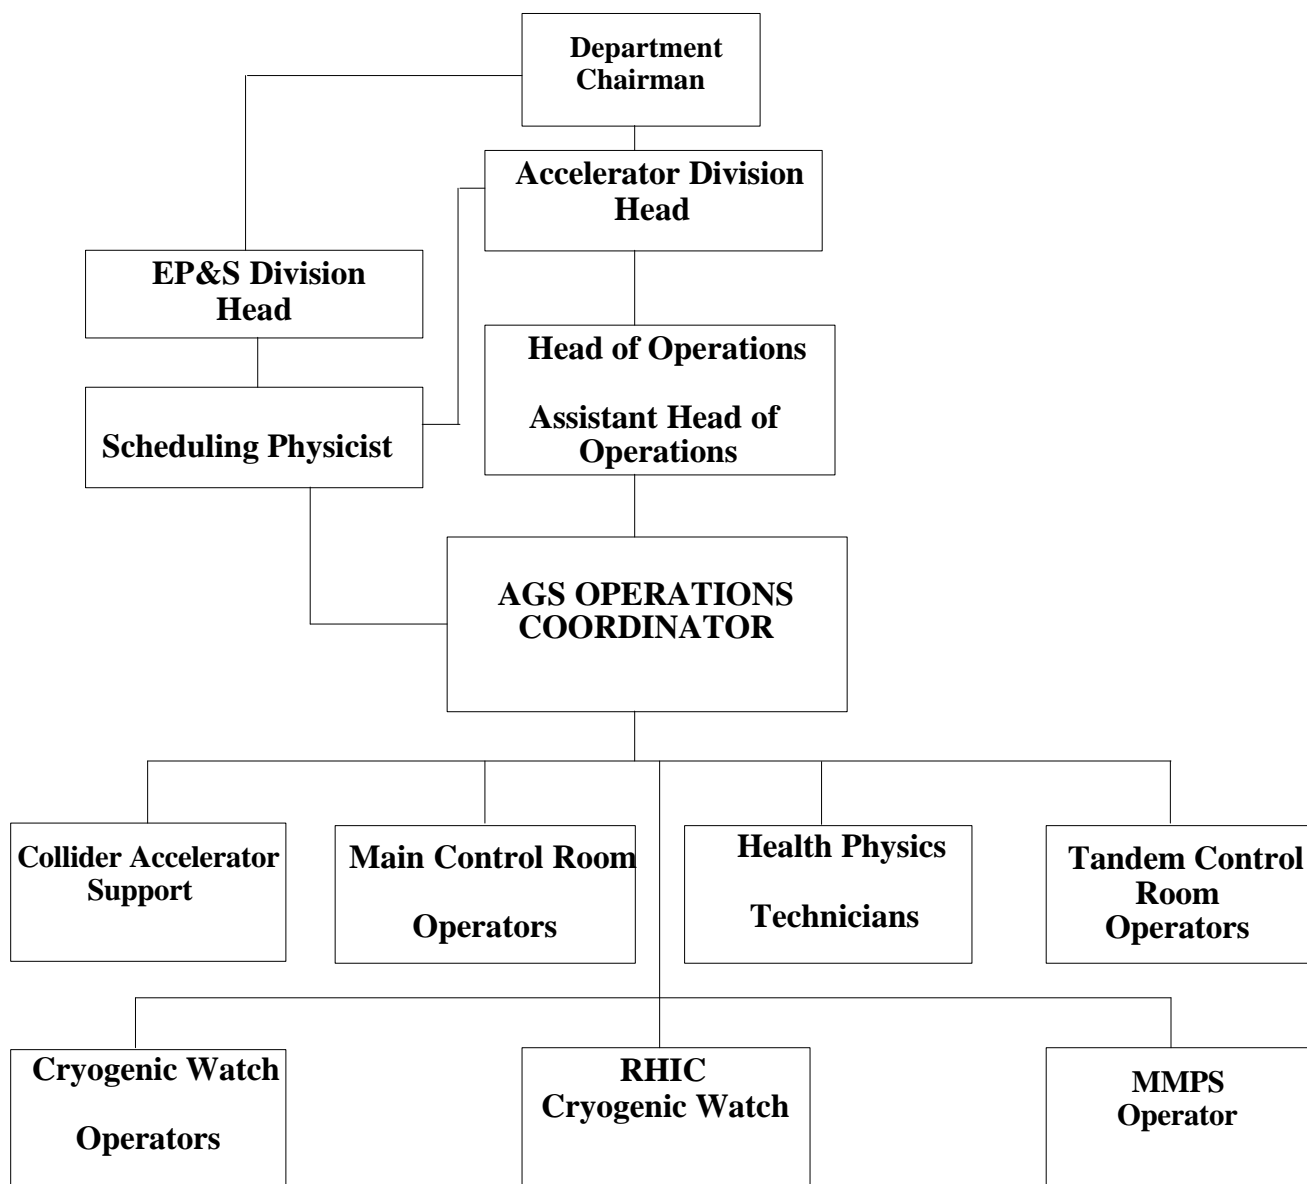 Department
Chairman
Accelerator Division
Head
EP&S Division
Head
Head of Operations
Assistant Head of
Operations
Scheduling Physicist
AGS OPERATIONS
COORDINATOR
Collider Accelerator
Support
Main Control Room
Operators
Health Physics
Technicians
Tandem Control
Room
Operators
Cryogenic Watch
Operators
RHIC
Cryogenic Watch
MMPS
Operator